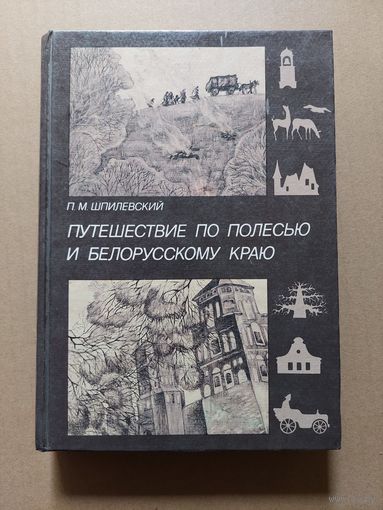 П. М. ШПИЛЕВСКИЙ
ПУТЕШЕСТВИЕ ПО ПОЛЕСЬЮ
И БЕЛОРУССКОМУ КРАЮ